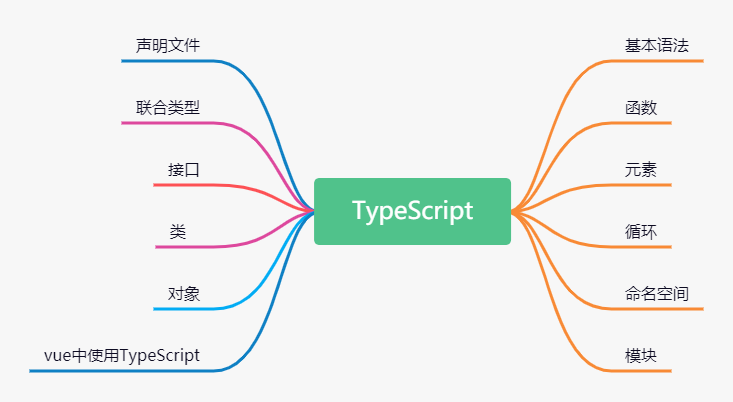 TypeScript
声明文件
联合类型
接口
类
对象
vue中使用TypeScript
基本语法
函数
元素
循环
命名空间
模块